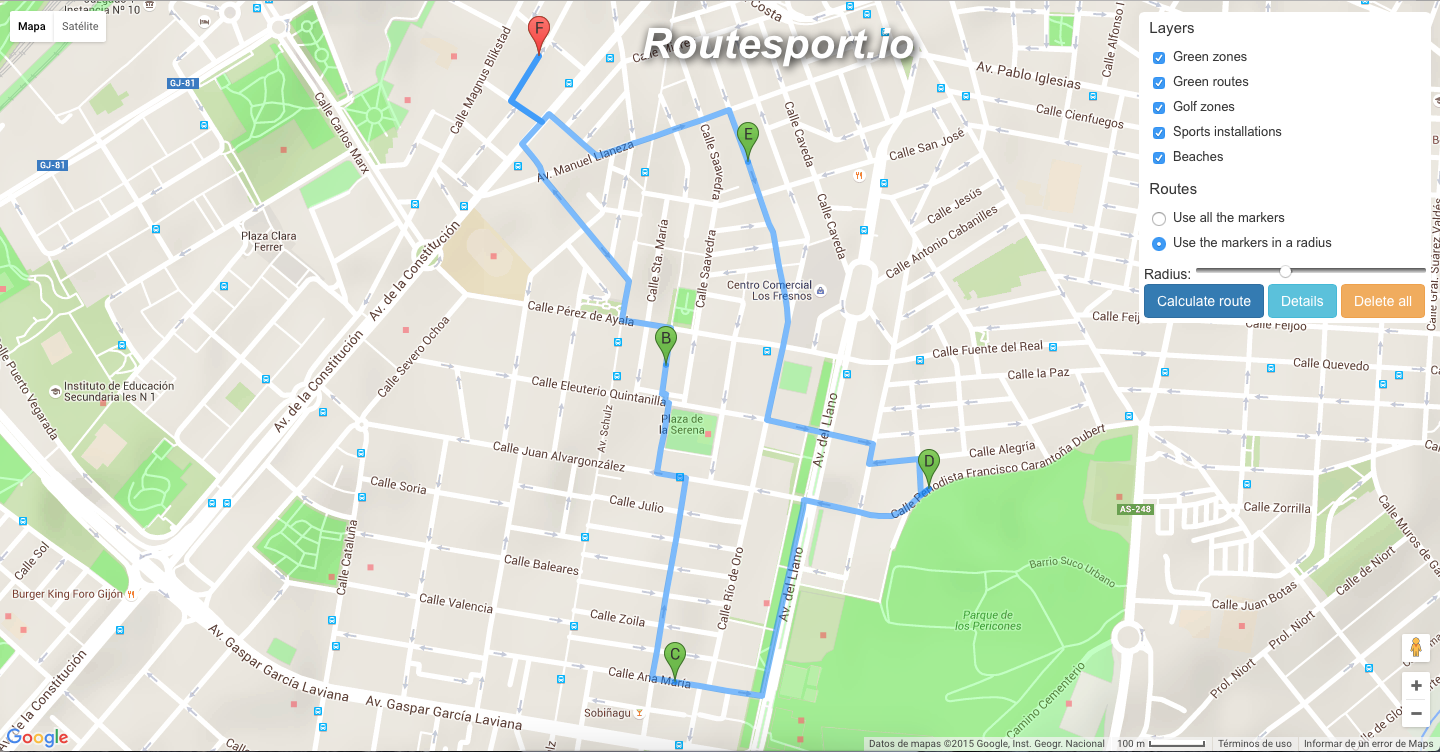 Instancia Nº 10
Mapa
Satélite
Routesport.io
Costa
Calle Alfonso I
Layers
Green zones
Green routes
Golf zones
Sports installations
Beaches
Routes
Use all the markers
Use the markers in a radius
Radius:
Calculate route
Details
Delete all
F
E
B
D
C
GJ-81
GJ-81
Calle Magnus Blikstad
Calle Carlos Marx
Av. Pablo Iglesias
Calle Cienfuegos
Calle Caveda
Calle San José
Calle Saavedra
Av. Manuel Llaneza
Calle Jesús
Calle Caveda
Calle Antonio Cabanilles
Plaza Clara
Ferrer
Av. de la Constitución
Calle Sta. María
Calle Saavedra
Centro Comercial
Los Fresnos
Calle Gral. Suárez Valdés
Calle Pérez de Ayala
Calle Feijoo
Calle Severo Ochoa
Av. de la Constitución
Calle Fuente del Real
Calle Quevedo
Calle la Paz
Instituto de Educación
Secundaria Ies N 1
Calle Puerto Vegarada
Calle Eleuterio Quintanilla
Av. Schulz
Plaza de
la Serena
Av. del Llano
Calle Alegría
Calle Juan Alvargonzález
Calle Periodista Francisco Carantoña Dubert
Calle Soria
Calle Julio
AS-248
Calle Zorrilla
Calle Muros de
Calle Cataluña
Calle Sol
Calle Baleares
Calle Río de Oro
Av. del Llano
Barrio Suco Urbano
Calle de Niort
Burger King Foro Gijón
Calle Valencia
Calle Zoila
Parque de
los Pericones
Calle Juan Botas
Prol. Niort
Prol. Niort
Av. Gaspar García Laviana
Calle Ana María
Camino Cementerio
Av. de la Constitución
Av. Gaspar García Laviana
Sobiñagu
Google
Datos de mapas ©2015 Google, Inst. Geogr. Nacional
100 m
Términos de uso
Informar de un error de Maps